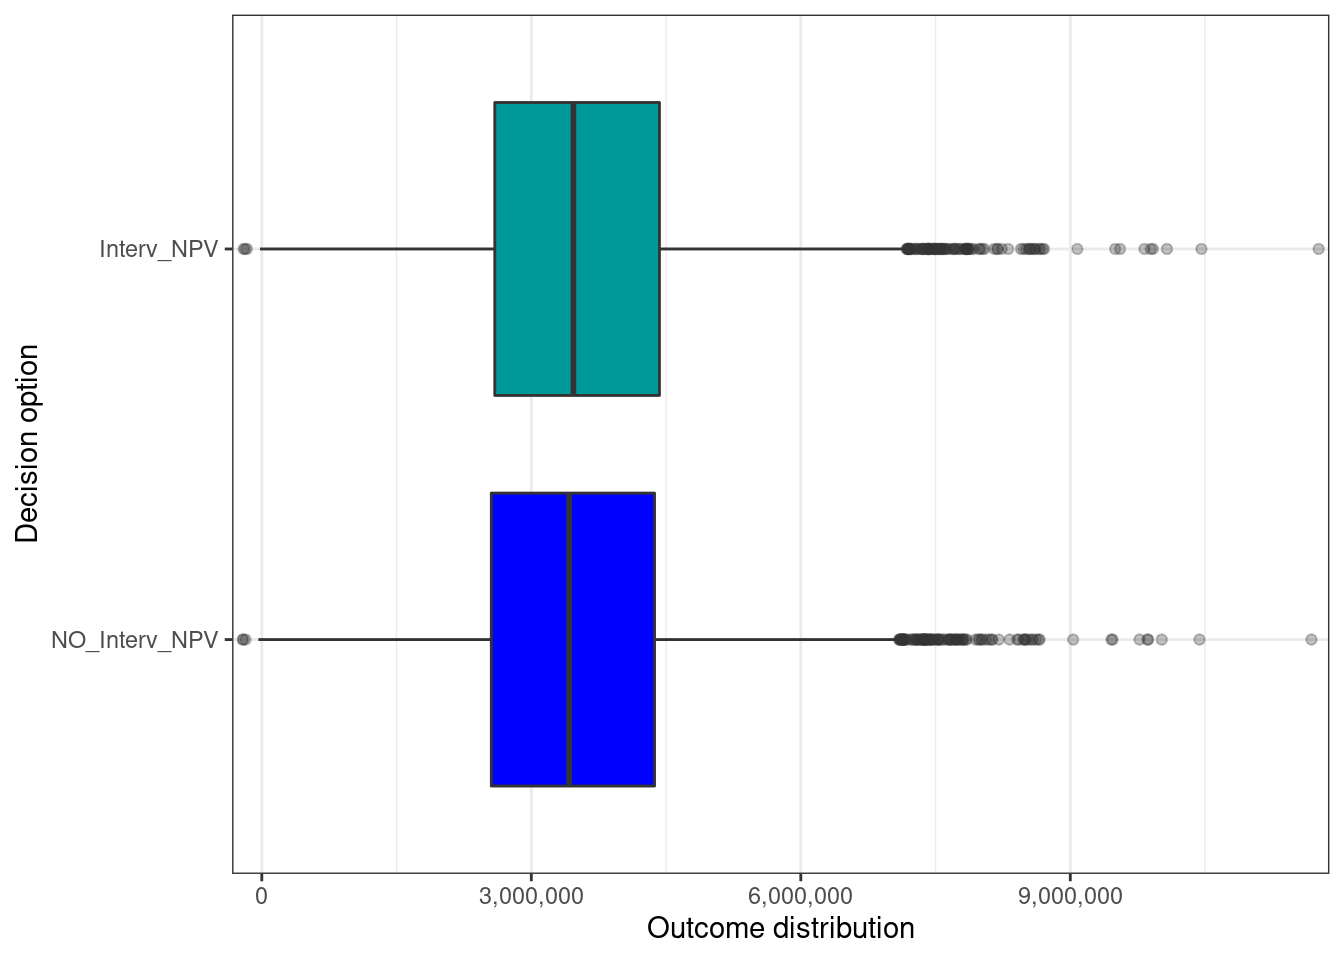 Decision option
Interv_NPV
NO_Interv_NPV
0
3,000,000
6,000,000
9,000,000
Outcome distribution